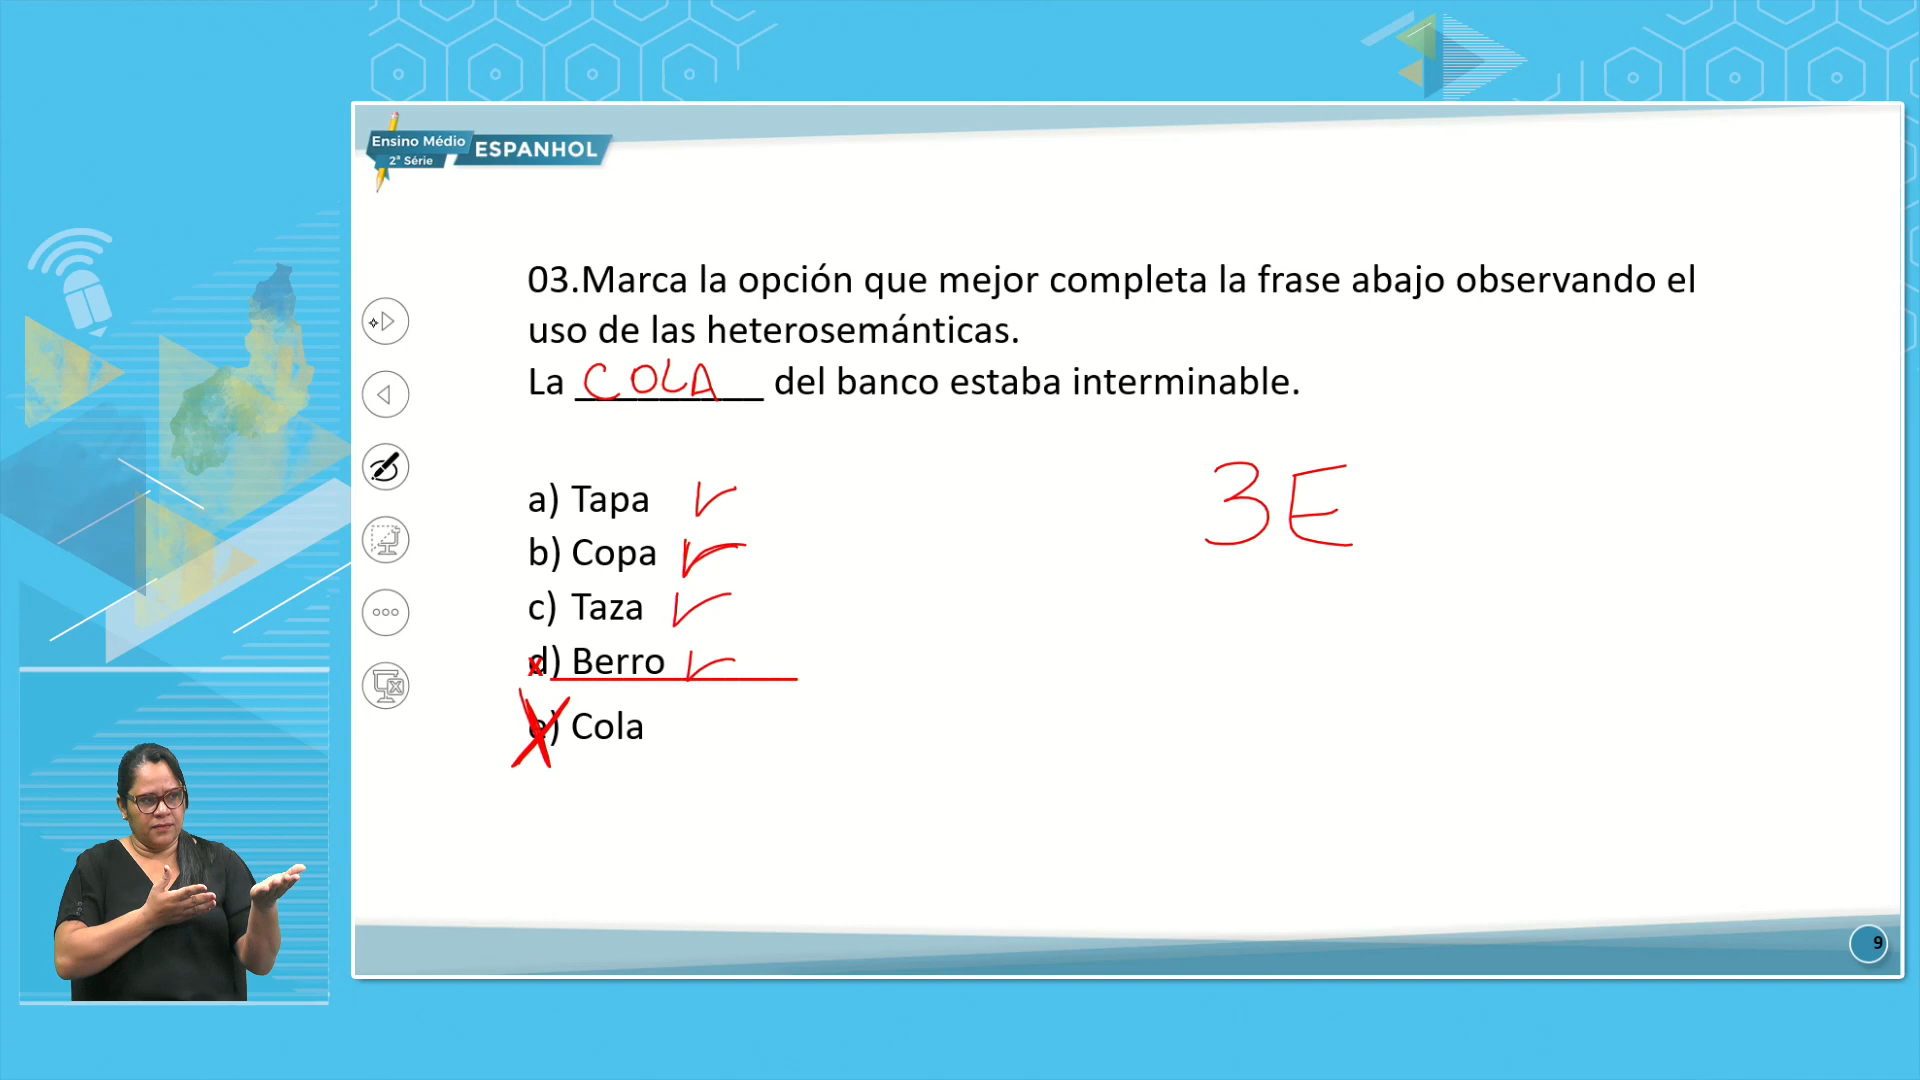 Ensino Médio
2ª Série
ESPANHOL
03.Marca la opción que mejor completa la frase abajo observando el
uso de las heterosemánticas.
La COLA del banco estaba interminable.
a) Tapa
b) Copa
c) Taza
d) Berro
e) Cola
3E
9